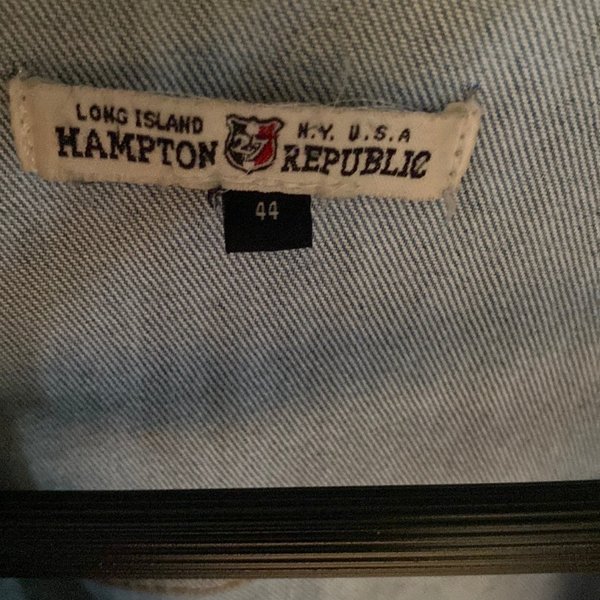 LONG ISLAND N.Y. U.S.A
HAMPTON REPUBLIC
27
44